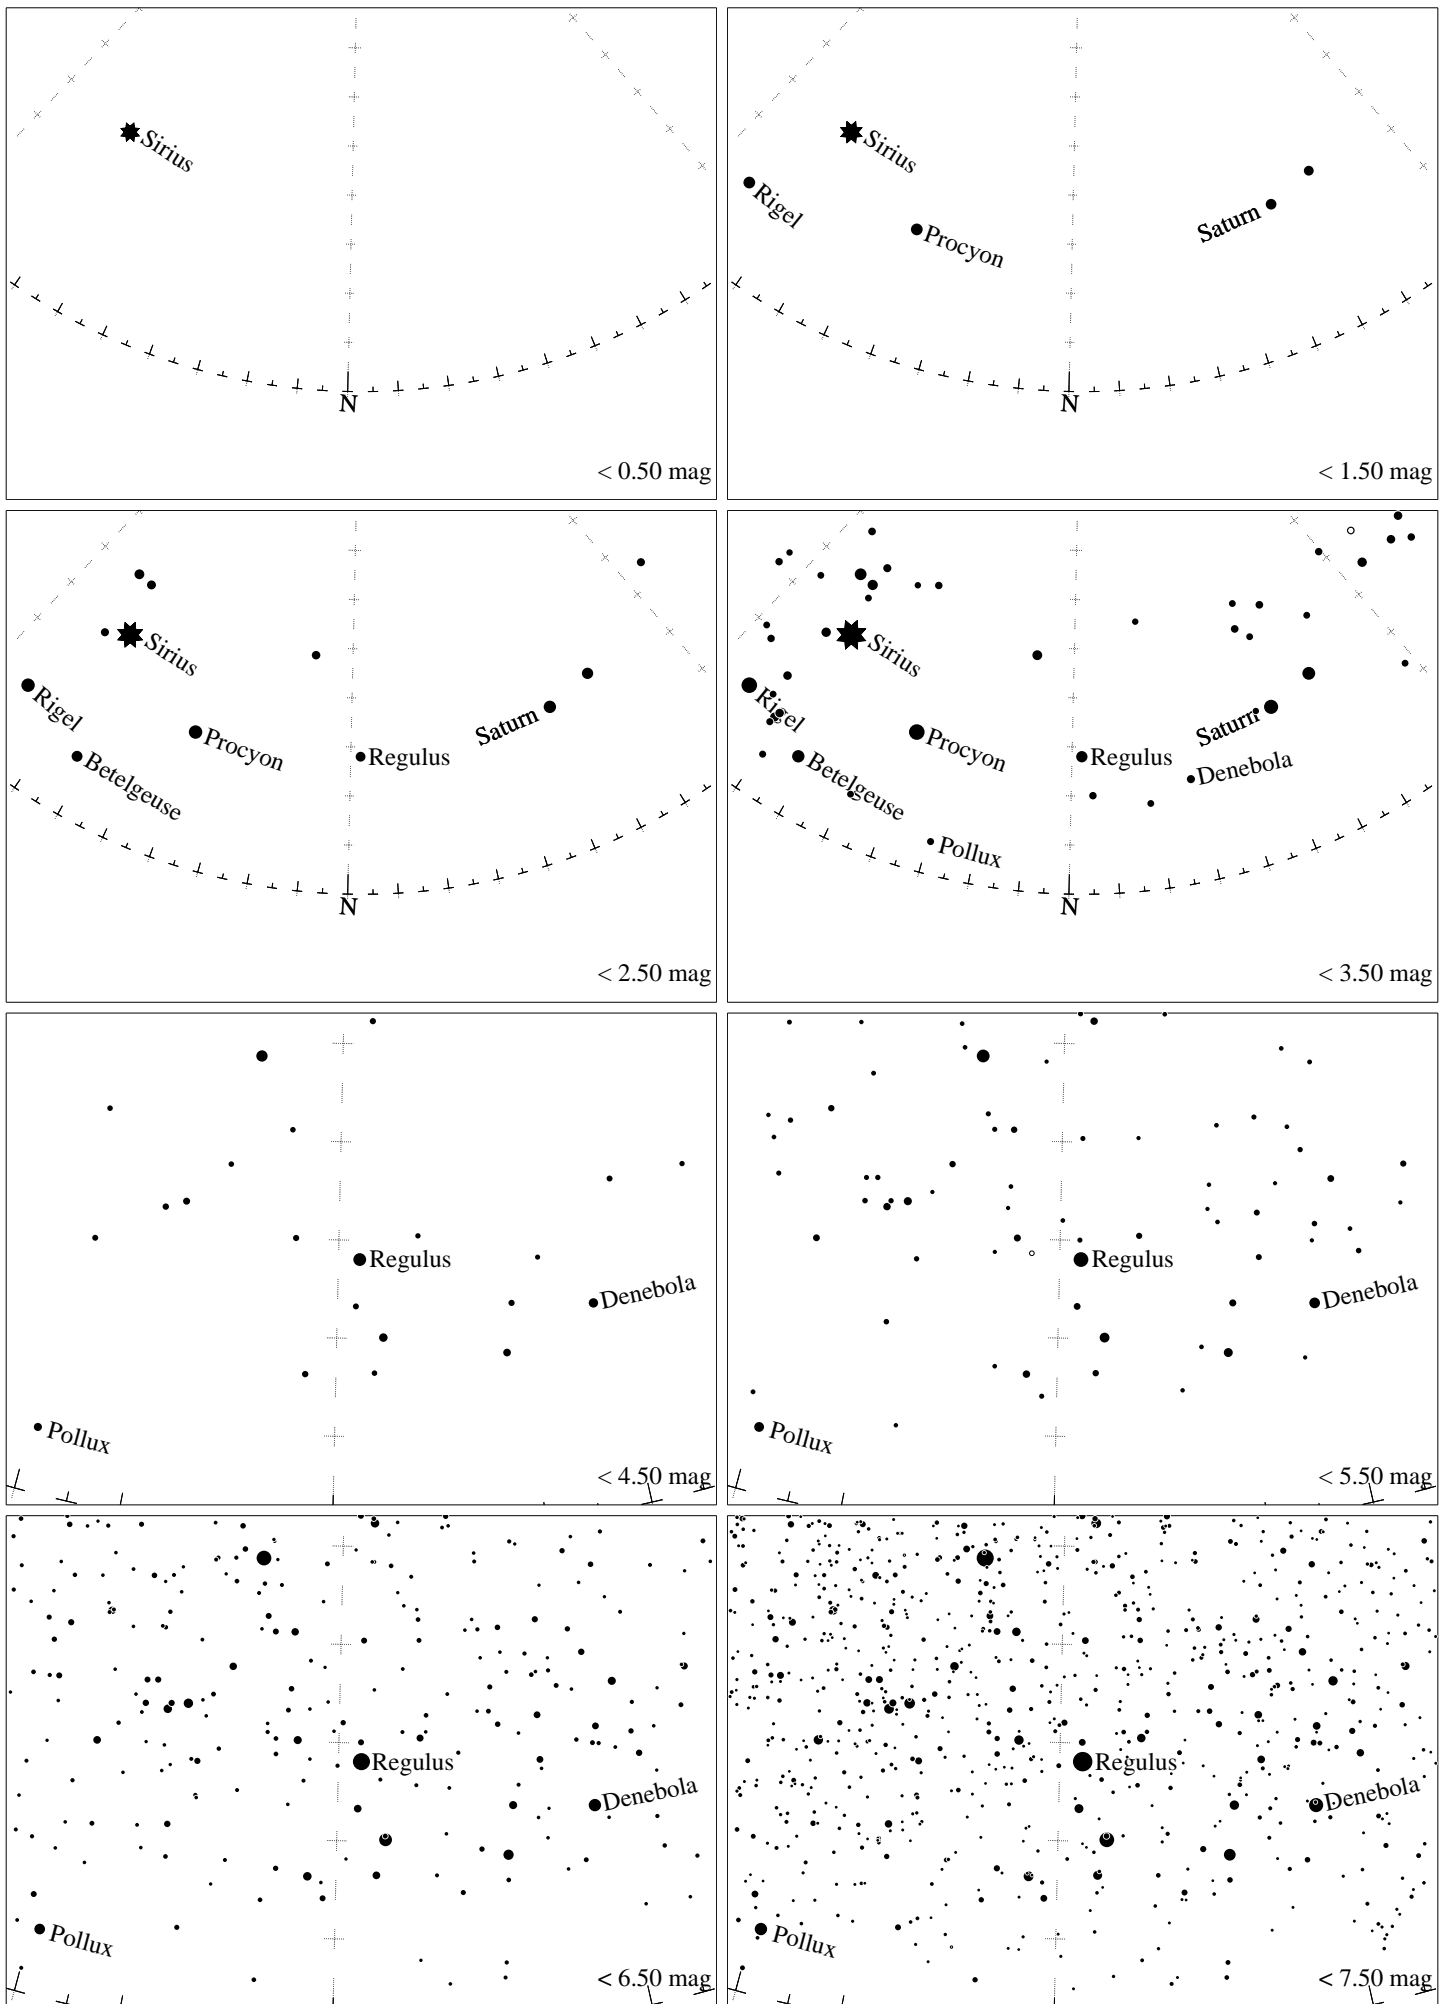 Sirius
N
< 0.50 mag
Sirius
Rigel
Procyon
Saturn
N
< 1.50 mag
Sirius
Rigel
Procyon
Saturn
Regulus
Betelgeuse
N
< 2.50 mag
Sirius
Rigel
Procyon
Saturn
Regulus
Denebola
Betelgeuse
Pollux
N
< 3.50 mag
Regulus
Denebola
Pollux
< 4.50 mag
Regulus
Denebola
Pollux
< 5.50 mag
Regulus
Denebola
Pollux
< 6.50 mag
Regulus
Denebola
Pollux
< 7.50 mag